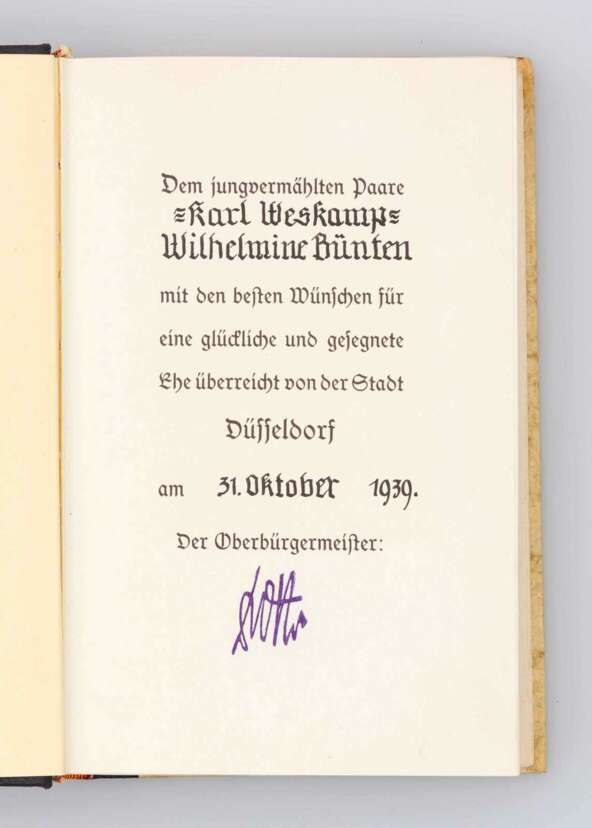 Dem jungvermählten Paare
=Karl Weskamp=
Wilhelmine Bünten
mit den besten Wünschen für
eine glückliche und gesegnete
Ehe überreicht von der Stadt
Düsseldorf
am 31. Oktober 1939.
Der Oberbürgermeister: